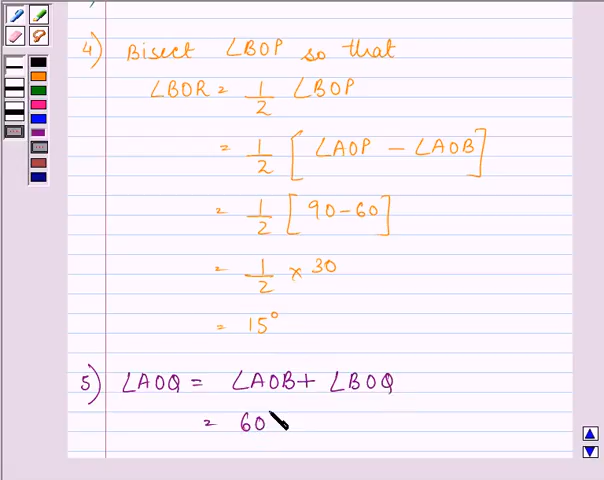 4) Bisect ∠BOP so that
∠BOR = 1/2 ∠BOP
= 1/2 [∠AOP - ∠AOB]
= 1/2 [90-60]
= 1/2 × 30
= 15°
5) ∠AOQ = ∠AOB + ∠BOQ
= 60